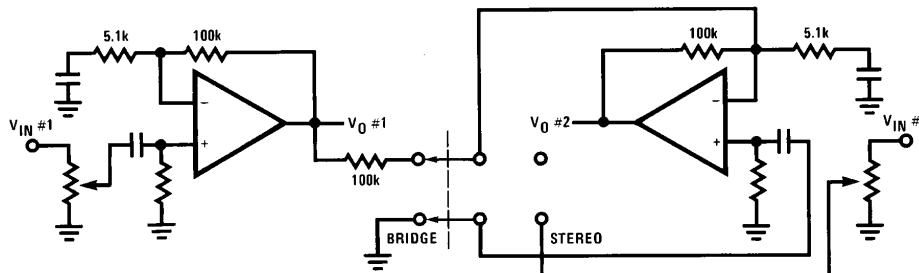 5.1k
100k
100k
5.1k
V_IN #1
−
+
V_O #1
V_O #2
−
+
V_IN #
100k
BRIDGE
STEREO